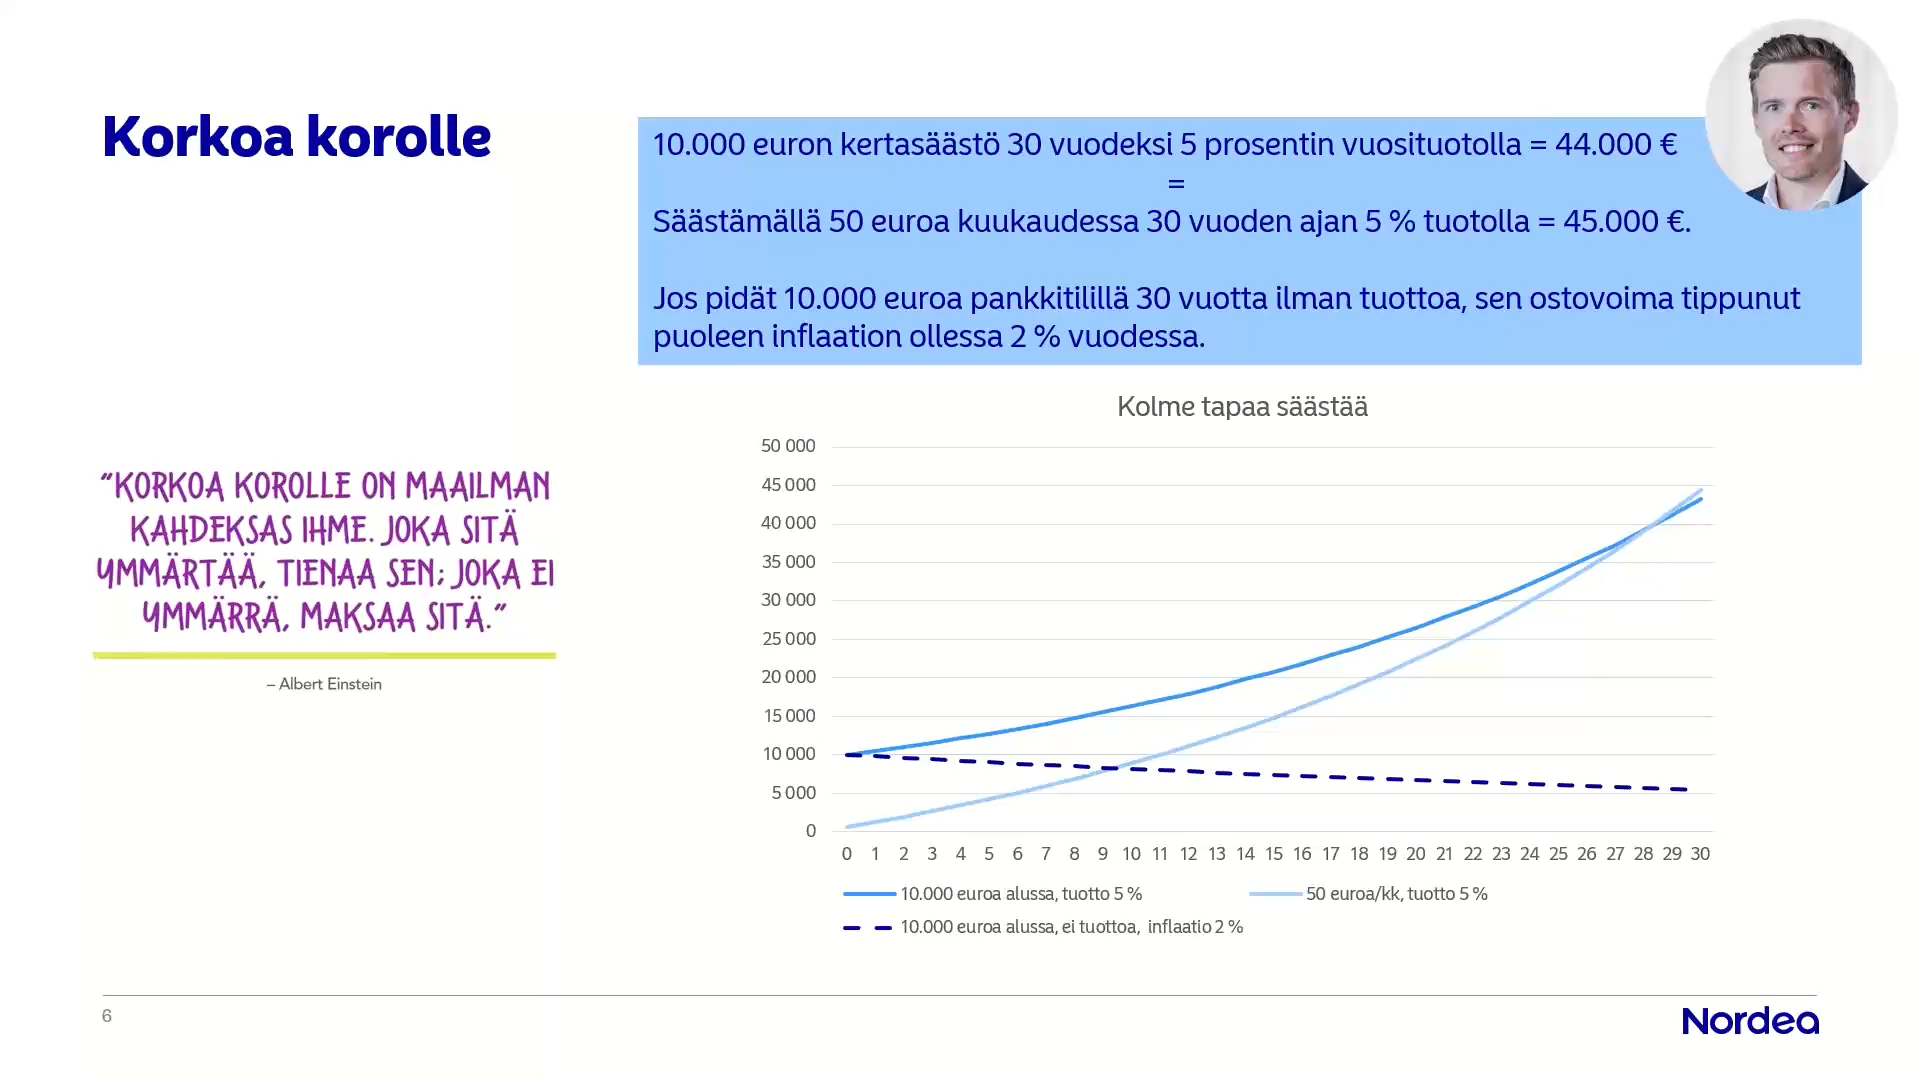 Korkoa korolle
10.000 euron kertasäästö 30 vuodeksi 5 prosentin vuosituotolla = 44.000 €
=
Säästämällä 50 euroa kuukaudessa 30 vuoden ajan 5 % tuotolla = 45.000 €.
Jos pidät 10.000 euroa pankkitilillä 30 vuotta ilman tuottoa, sen ostovoima tippunut
puoleen inflaation ollessa 2 % vuodessa.
"KORKOA KOROLLE ON MAAILMAN
KAHDEKSAS IHME. JOKA SITÄ
YMMÄRTÄÄ, TIENAA SEN; JOKA EI
YMMÄRRÄ, MAKSAA SITÄ."
– Albert Einstein
Kolme tapaa säästää
50 000
45 000
40 000
35 000
30 000
25 000
20 000
15 000
10 000
5 000
0
0 1 2 3 4 5 6 7 8 9 10 11 12 13 14 15 16 17 18 19 20 21 22 23 24 25 26 27 28 29 30
10.000 euroa alussa, tuotto 5 % 50 euroa/kk, tuotto 5 %
10.000 euroa alussa, ei tuottoa, inflaatio 2 %
6
Nordea